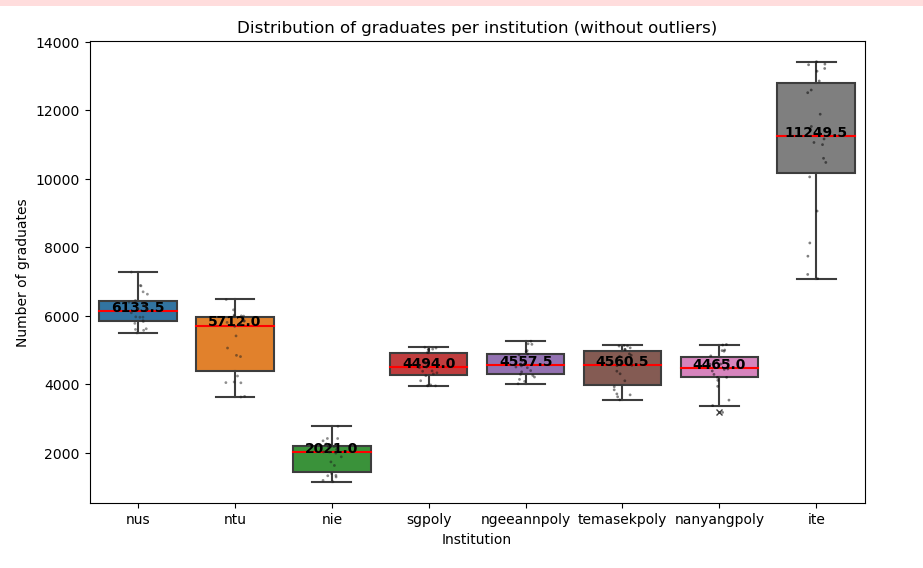 Distribution of graduates per institution (without outliers)
Number of graduates
14000
12000
10000
8000
6000
4000
2000
6133.5
5712.0
2021.0
4494.0
4557.5
4560.5
4465.0
11249.5
nus
ntu
nie
sgpoly
ngeeannpoly
temasekpoly
nanyangpoly
ite
Institution